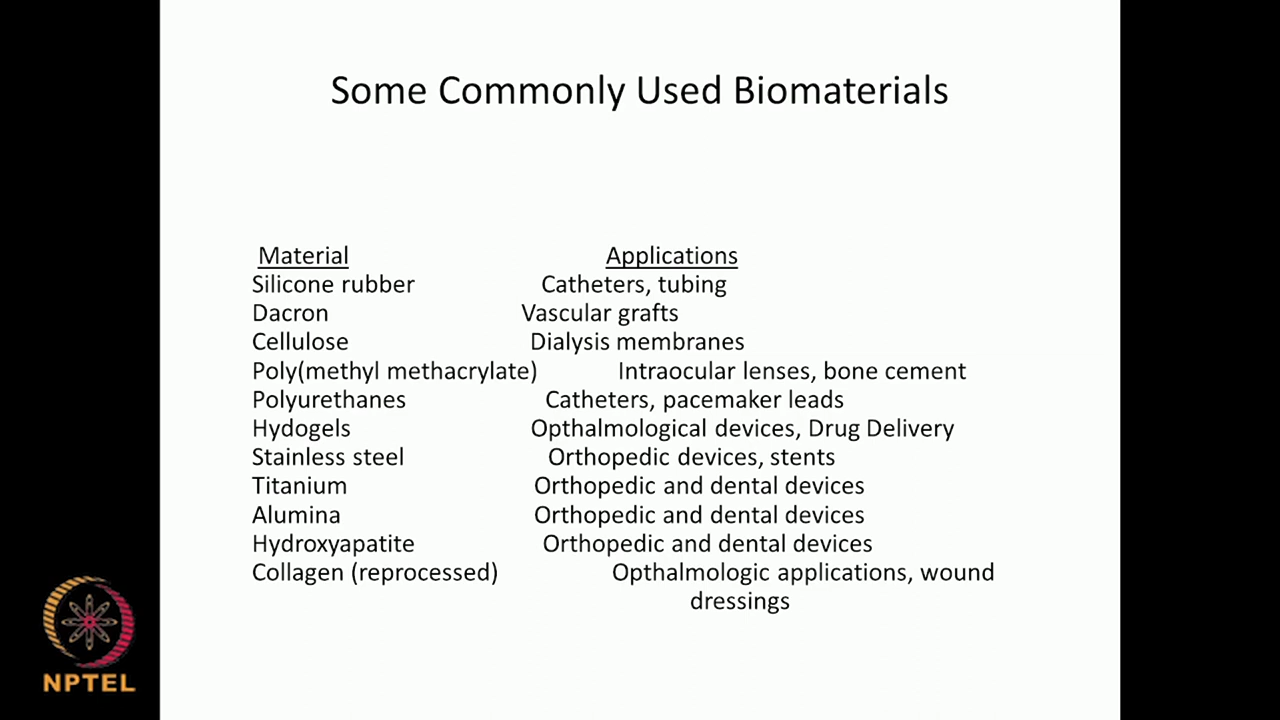 Some Commonly Used Biomaterials
Material Applications
Silicone rubber Catheters, tubing
Dacron Vascular grafts
Cellulose Dialysis membranes
Poly(methyl methacrylate) Intraocular lenses, bone cement
Polyurethanes Catheters, pacemaker leads
Hydogels Opthalmological devices, Drug Delivery
Stainless steel Orthopedic devices, stents
Titanium Orthopedic and dental devices
Alumina Orthopedic and dental devices
Hydroxyapatite Orthopedic and dental devices
Collagen (reprocessed) Opthalmologic applications, wound
dressings
NPTEL